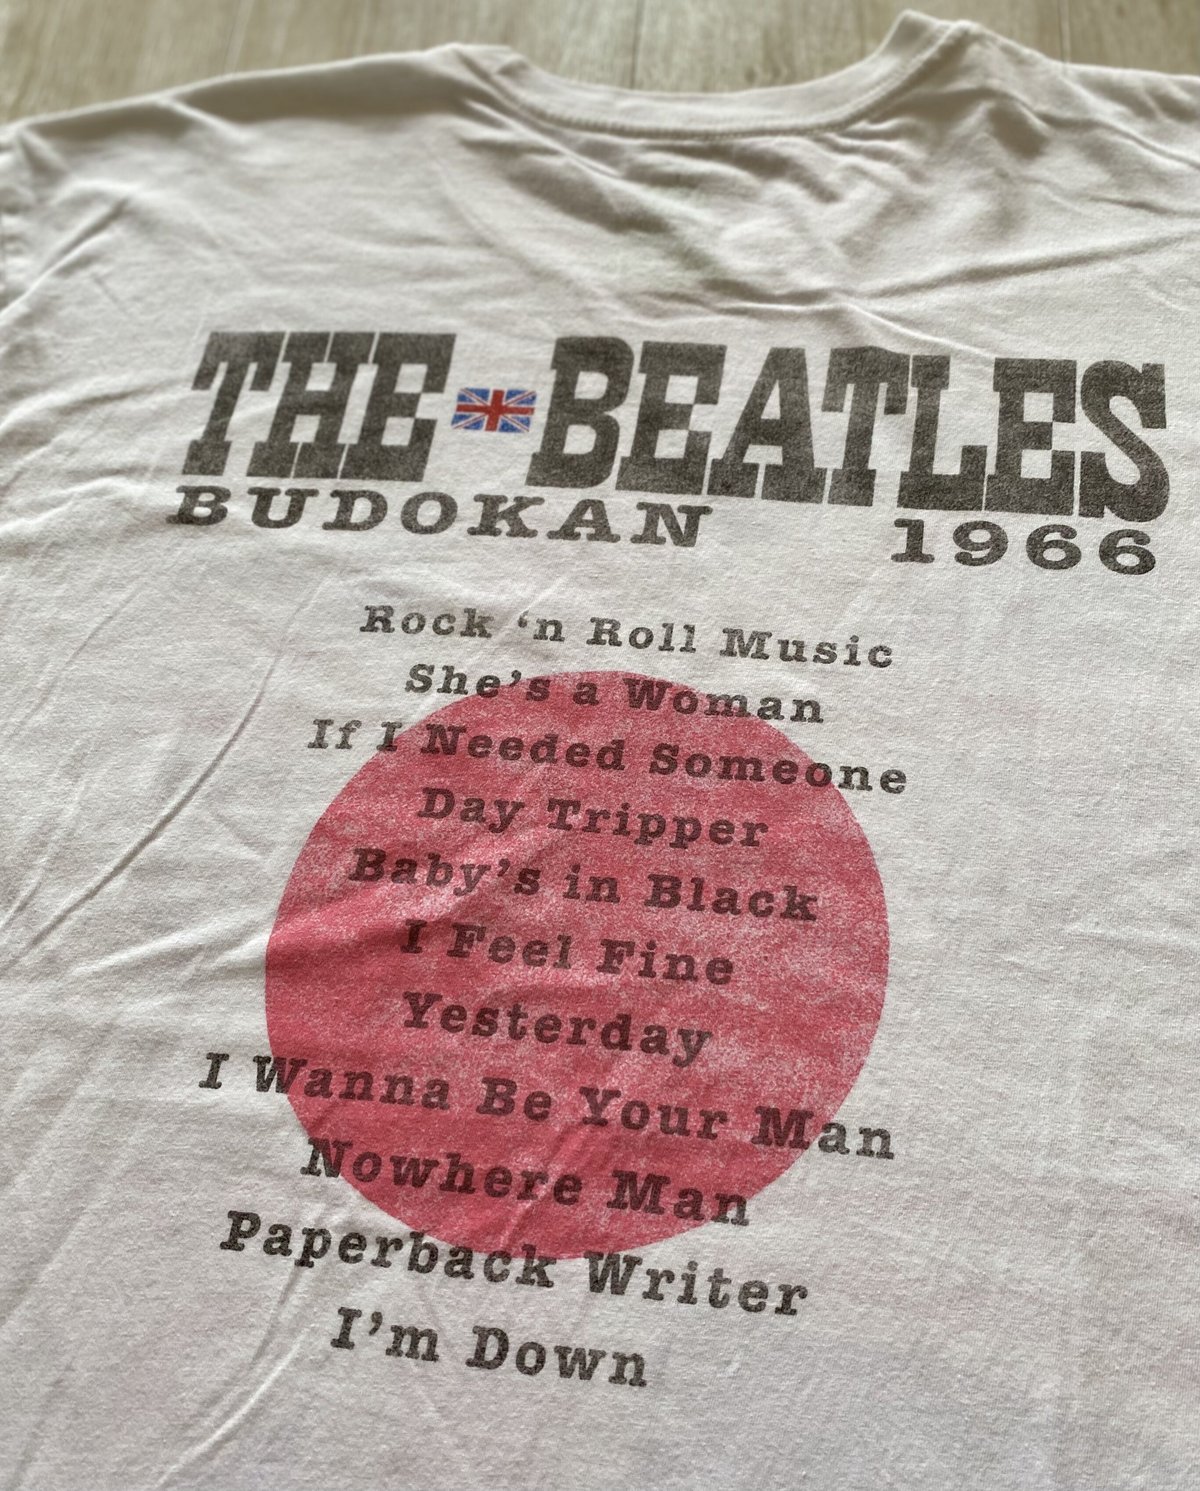 THE BEATLES
BUDOKAN 1966
Rock ‘n Roll Music
She’s a Woman
If I Needed Someone
Day Tripper
Baby’s in Black
I Feel Fine
Yesterday
I Wanna Be Your Man
Nowhere Man
Paperback Writer
I’m Down